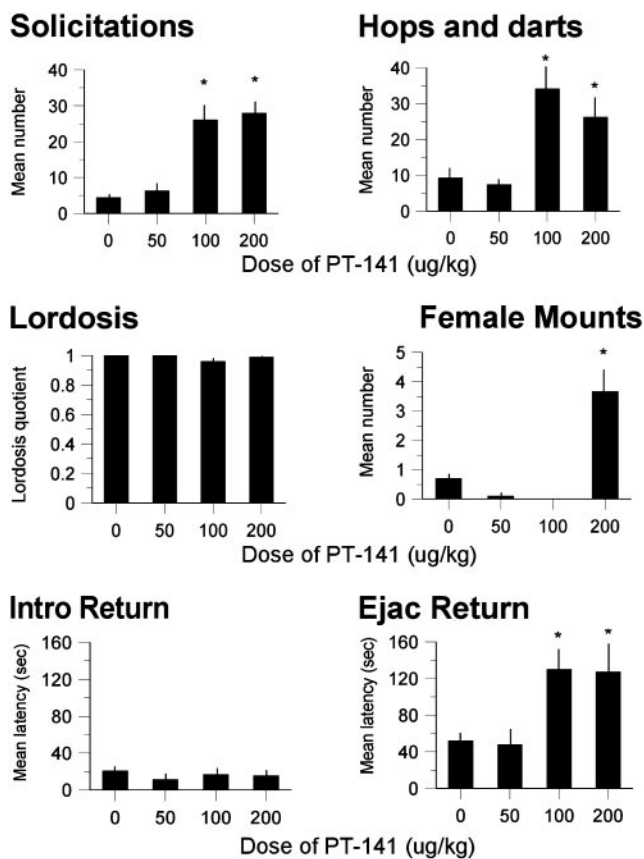 Solicitations
Hops and darts
Mean number
40
30
20
10
0
*
*
0 50 100 200
Mean number
40
30
20
10
0
*
*
0 50 100 200
Dose of PT-141 (ug/kg)
Lordosis
Female Mounts
Lordosis quotient
1
0.8
0.6
0.4
0.2
0
0 50 100 200
Mean number
5
4
3
2
1
0
*
0 50 100 200
Dose of PT-141 (ug/kg)
Intro Return
Ejac Return
Mean latency (sec)
160
120
80
40
0
0 50 100 200
Mean latency (sec)
160
120
80
40
0
*
*
0 50 100 200
Dose of PT-141 (ug/kg)